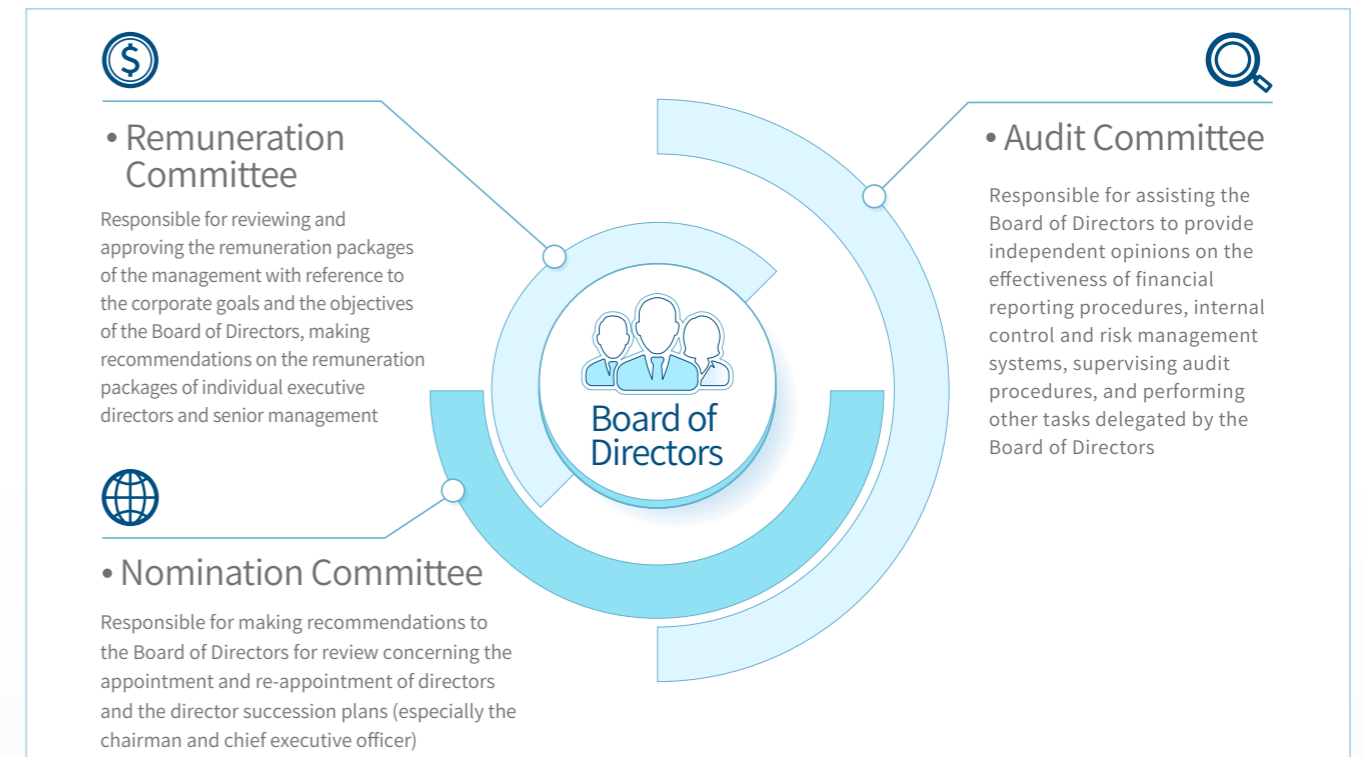 $
• Remuneration
Committee
Responsible for reviewing and
approving the remuneration packages
of the management with reference to
the corporate goals and the objectives
of the Board of Directors, making
recommendations on the remuneration
packages of individual executive
directors and senior management
• Nomination Committee
Responsible for making recommendations to
the Board of Directors for review concerning the
appointment and re-appointment of directors
and the director succession plans (especially the
chairman and chief executive officer)
Board of
Directors
• Audit Committee
Responsible for assisting the
Board of Directors to provide
independent opinions on the
effectiveness of financial
reporting procedures, internal
control and risk management
systems, supervising audit
procedures, and performing
other tasks delegated by the
Board of Directors